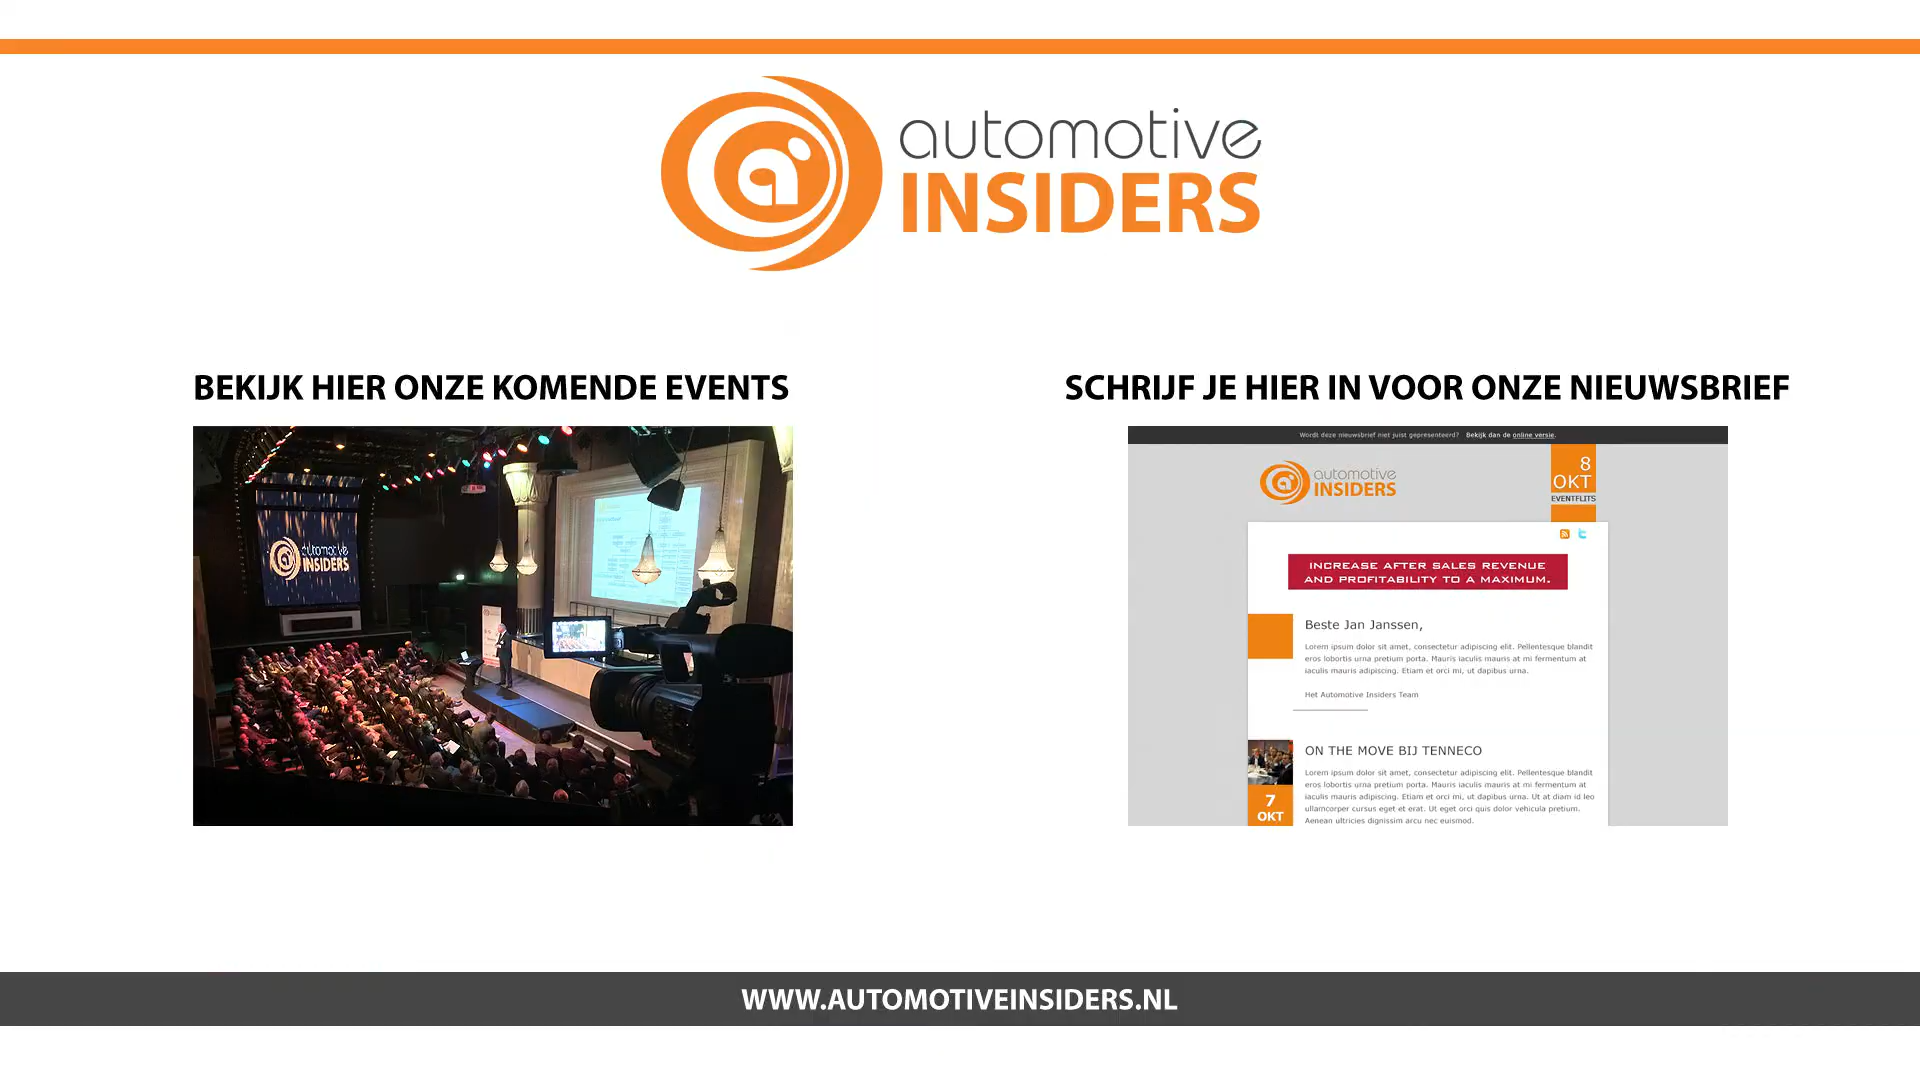 automotive
INSIDERS
BEKIJK HIER ONZE KOMENDE EVENTS
automotive
INSIDERS
SCHRIJF JE HIER IN VOOR ONZE NIEUWSBRIEF
Wordt deze nieuwsbrief niet juist gepresenteerd? Bekijk dan de online versie.
automotive
INSIDERS
8
OKT
EVENTFLITS
INCREASE AFTER SALES REVENUE
AND PROFITABILITY TO A MAXIMUM.
Beste Jan Janssen,
Lorem ipsum dolor sit amet, consectetur adipiscing elit. Pellentesque blandit
eros lobortis urna pretium porta. Mauris iaculis mauris at mi fermentum at
iaculis mauris adipiscing. Etiam et orci mi, ut dapibus urna.
Het Automotive Insiders Team
ON THE MOVE BIJ TENNECO
Lorem ipsum dolor sit amet, consectetur adipiscing elit. Pellentesque blandit
eros lobortis urna pretium porta. Mauris iaculis mauris at mi fermentum at
iaculis mauris adipiscing. Etiam et orci mi, ut dapibus urna. Ut at diam id leo
ullamcorper cursus eget et erat. Ut eget orci quis dolor vehicula pretium.
Aenean ultricies dignissim arcu nec euismod.
7
OKT
WWW.AUTOMOTIVEINSIDERS.NL